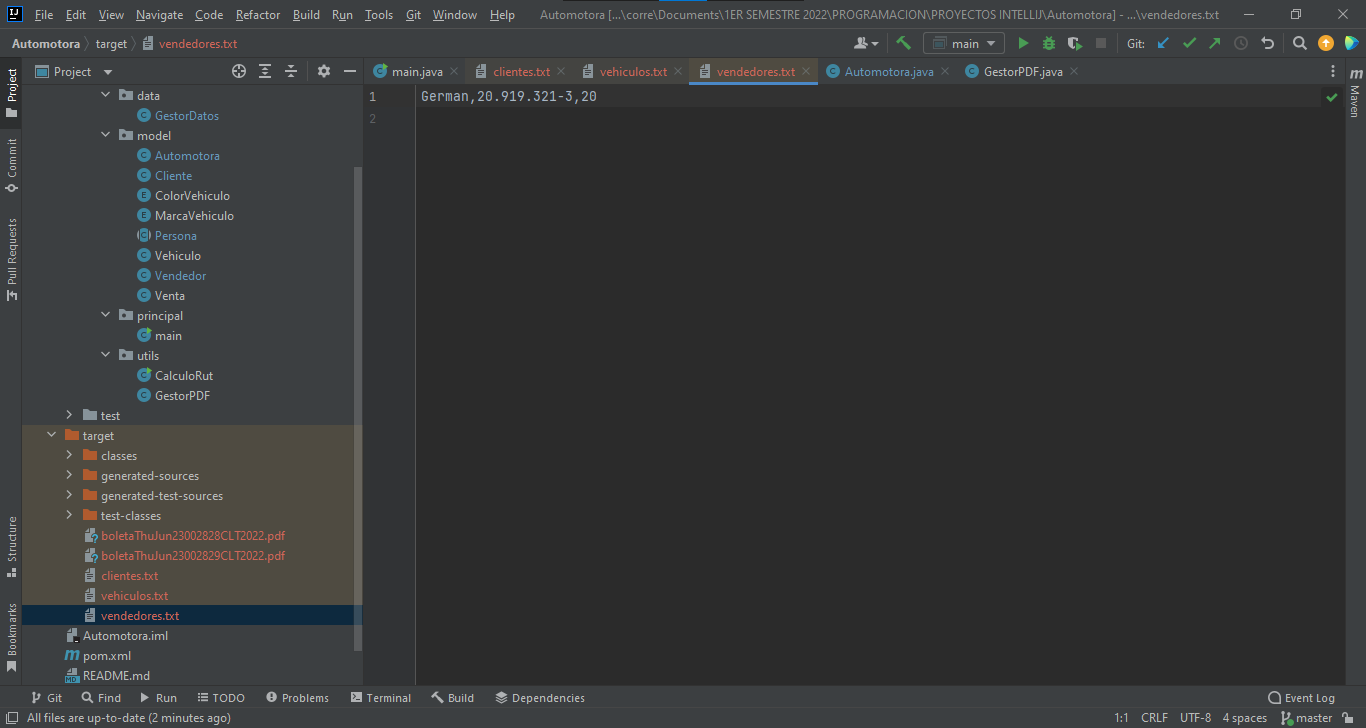 File Edit View Navigate Code Refactor Build Run Tools Git Window Help Automotora [...\corre\Documents\1ER SEMESTRE 2022\PROGRAMACION\PROYECTOS INTELLIJ\Automotora] - ...\vendedores.txt
Automotora target vendedores.txt main Git:
Project main.java clientes.txt vehiculos.txt vendedores.txt Automotora.java GestorPDF.java
Project
Commit
Pull Requests
Structure
Bookmarks
data
GestorDatos
model
Automotora
Cliente
ColorVehiculo
MarcaVehiculo
Persona
Vehiculo
Vendedor
Venta
principal
main
utils
CalculoRut
GestorPDF
test
target
classes
generated-sources
generated-test-sources
test-classes
boletaThuJun23002828CLT2022.pdf
boletaThuJun23002829CLT2022.pdf
clientes.txt
vehiculos.txt
vendedores.txt
Automotora.iml
pom.xml
README.md
1 German,20.919.321-3,20
2
Maven
Git Find Run TODO Problems Terminal Build Dependencies Event Log
All files are up-to-date (2 minutes ago) 1:1 CRLF UTF-8 4 spaces master